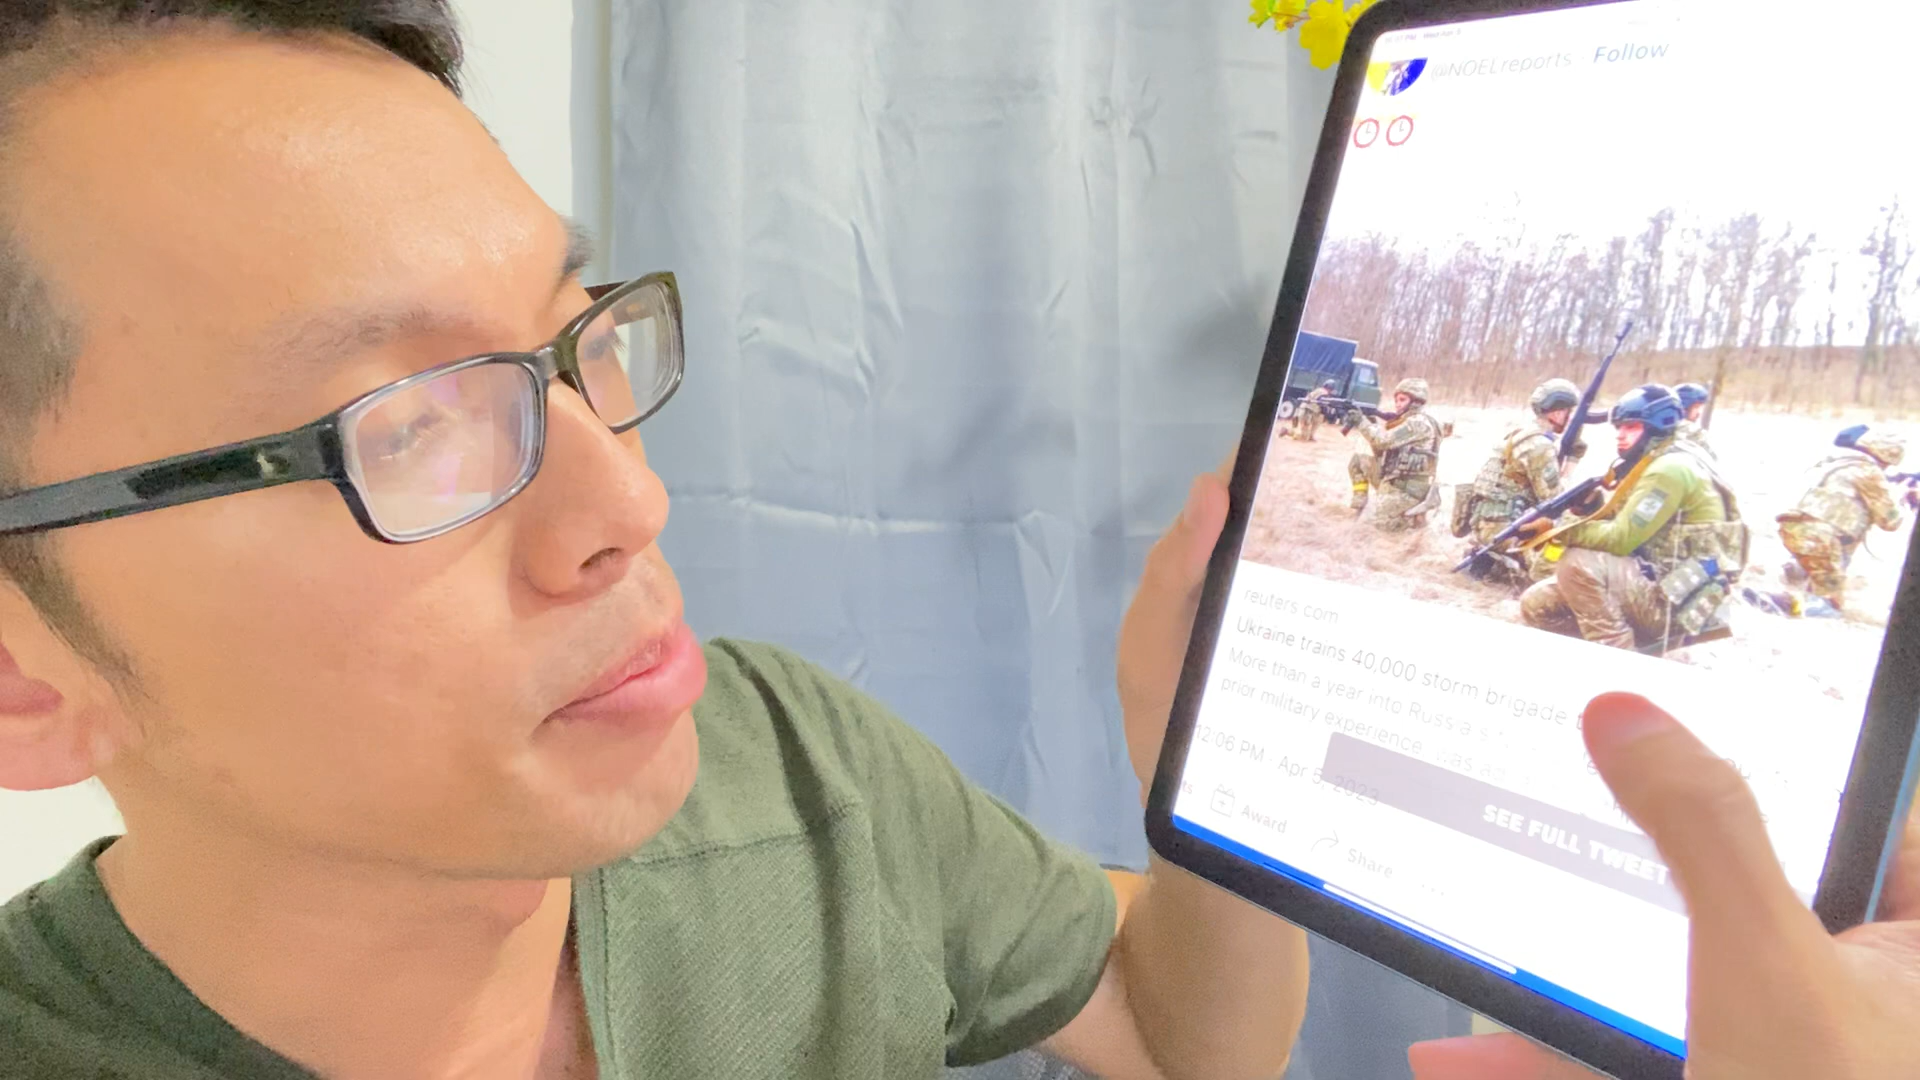 @NOELreports · Follow
reuters.com
Ukraine trains 40,000 storm brigade
More than a year into Russia's
prior military experience, was
12:06 PM · Apr 5, 2023
SEE FULL TWEET
Award
Share